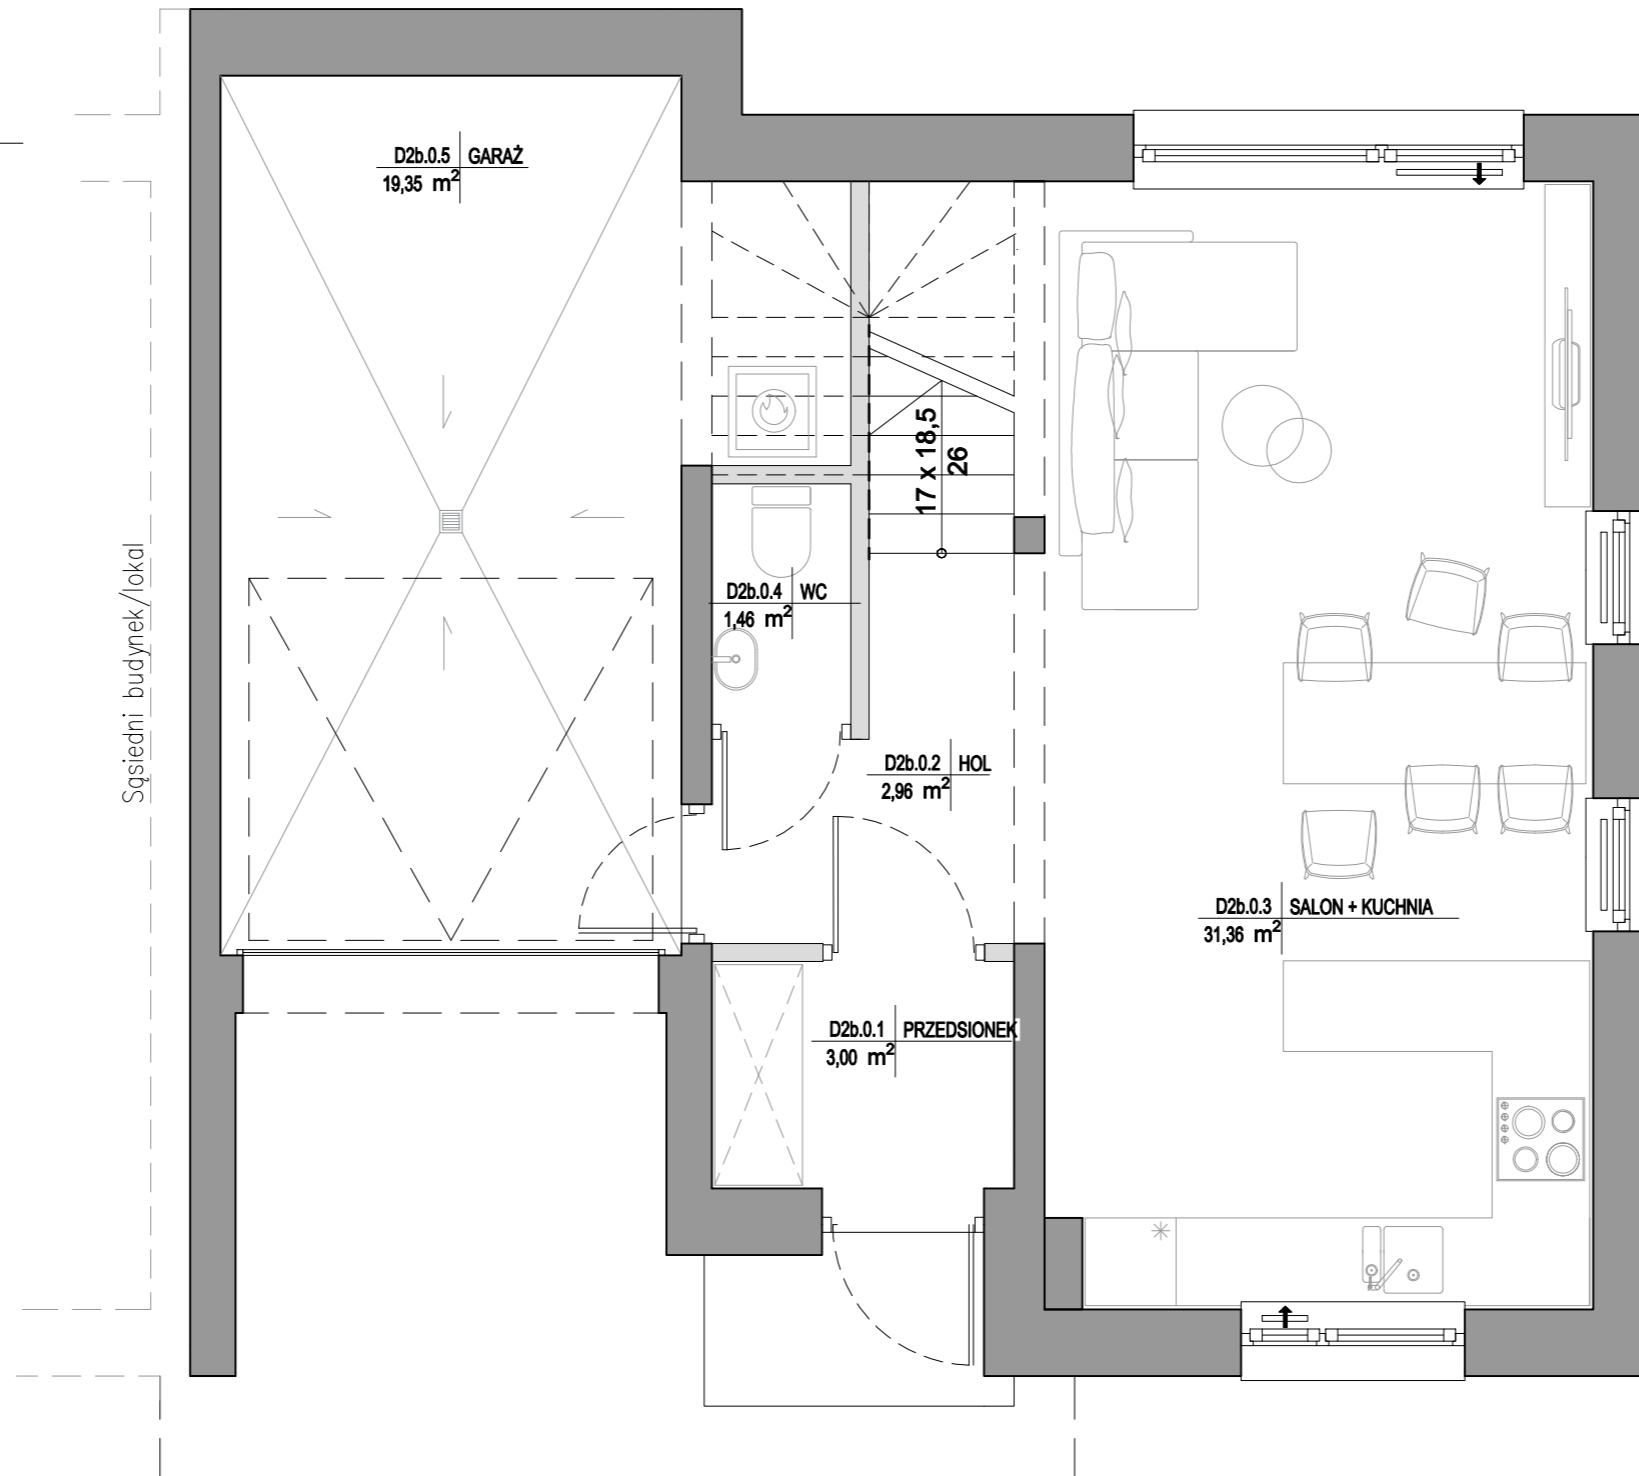 D2b.0.5 GARAŻ
19,35 m²
17 x 18,5
26
Sąsiedni budynek/lokal
D2b.0.4 WC
1,46 m²
D2b.0.2 HOL
2,96 m²
D2b.0.3 SALON + KUCHNIA
31,36 m²
D2b.0.1 PRZEDSIONEK
3,00 m²